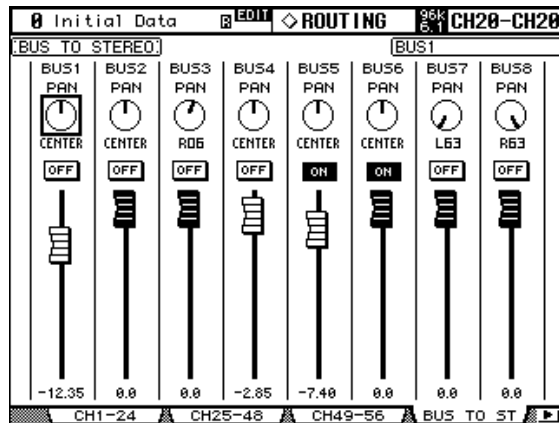 0 Initial Data EDIT ◇ROUTING 96k 6.1 CH20-CH20
BUS TO STEREO BUS1
BUS1 BUS2 BUS3 BUS4 BUS5 BUS6 BUS7 BUS8
PAN PAN PAN PAN PAN PAN PAN PAN
CENTER CENTER R06 CENTER CENTER CENTER L63 R63
OFF OFF OFF OFF ON ON OFF OFF
-12.35 0.0 0.0 -2.85 -7.40 0.0 0.0 0.0
CH1-24 CH25-48 CH49-56 BUS TO ST